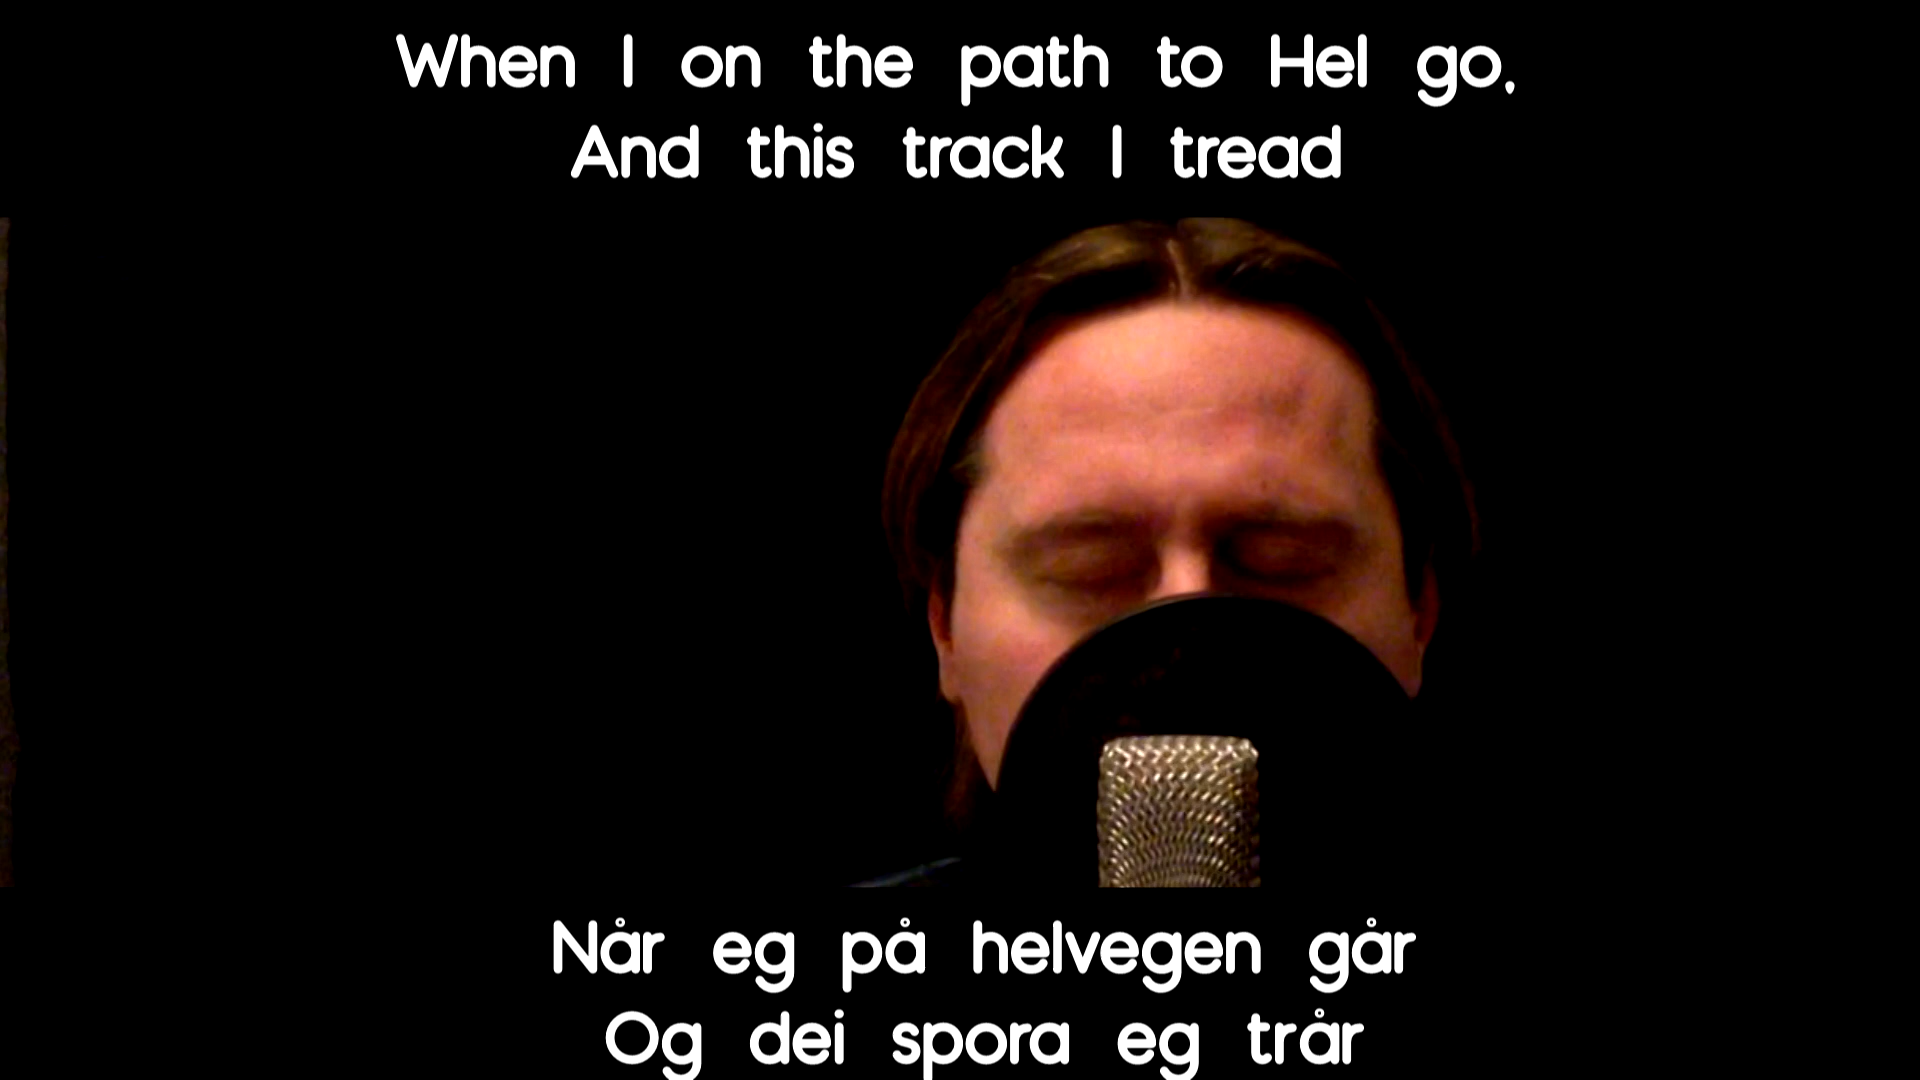 When I on the path to Hel go,
And this track I tread
Når eg på helvegen går
Og dei spora eg trår